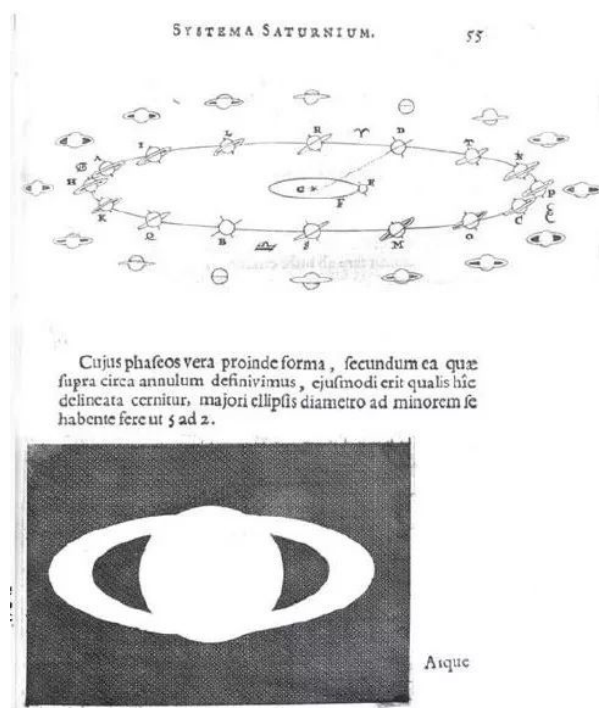 SYSTEMA SATURNIUM. 55
R ♈ D
L T
I N
A
H G E P
F
K C
Q B S M O
♎
Cujus phaſeos vera proinde forma, ſecundum ea quæ
ſupra circa annulum definivimus, ejuſmodi erit qualis hîc
delineata cernitur, majori ellipſis diametro ad minorem ſe
habente fere ut 5 ad 2.
Atque